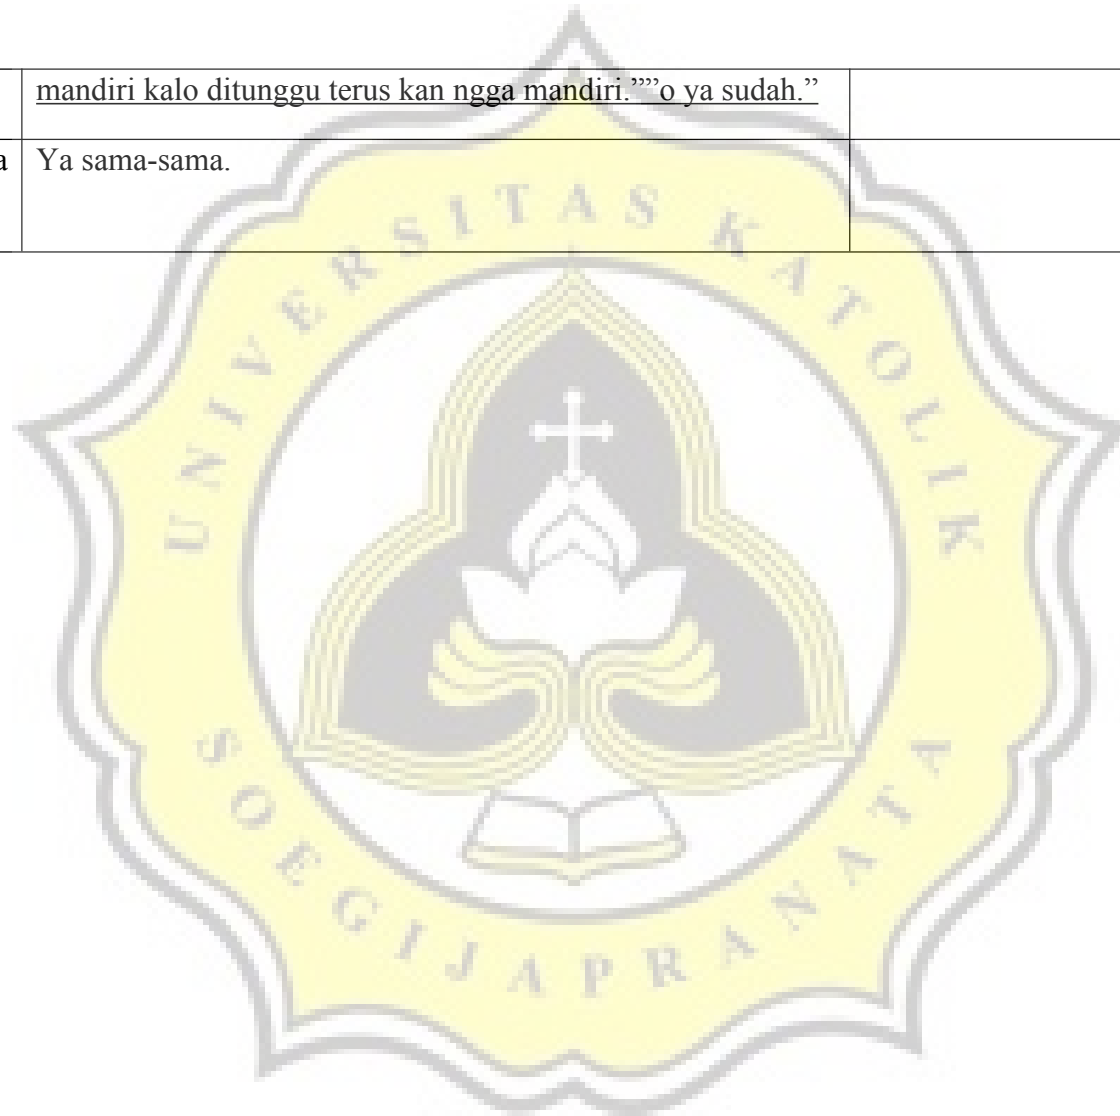 mandiri kalo ditunggu terus kan ngga mandiri.””o ya sudah.”
a Ya sama-sama.
UNIVERSITAS KATOLIK
SOEGIJAPRANATA